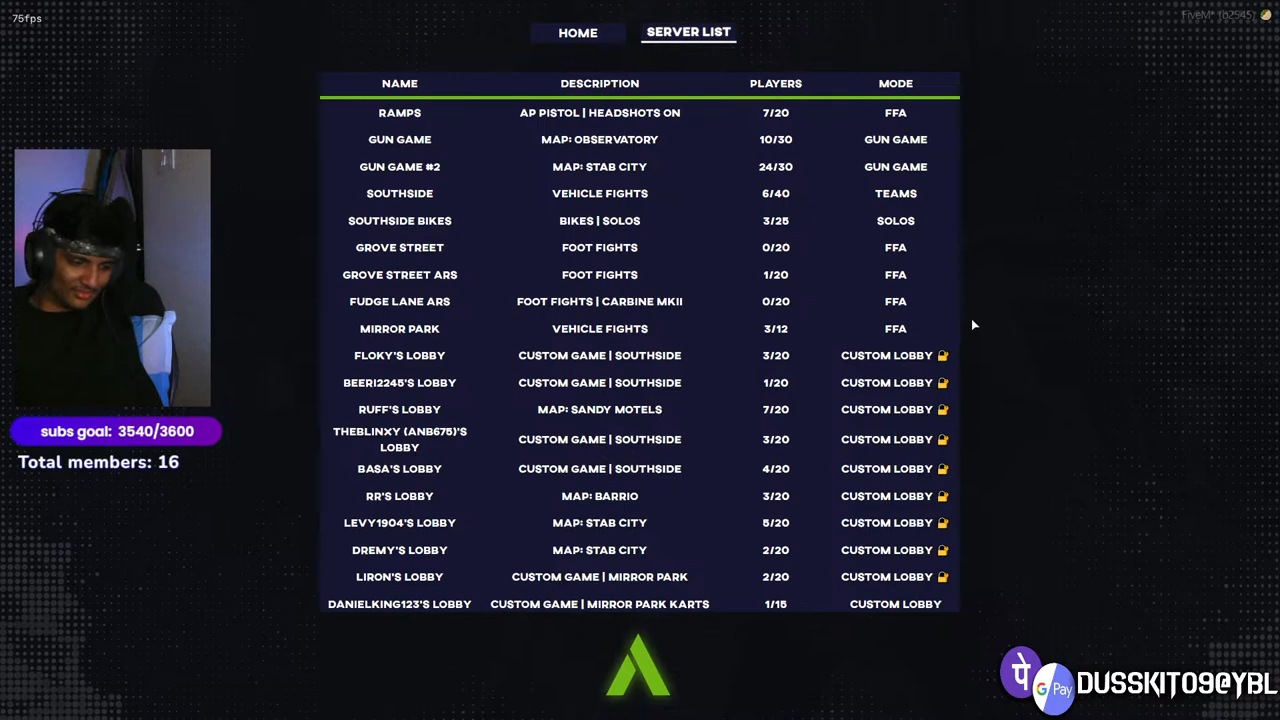 75fps
FiveM* (b2545)
HOME
SERVER LIST
NAME DESCRIPTION PLAYERS MODE
RAMPS AP PISTOL | HEADSHOTS ON 7/20 FFA
GUN GAME MAP: OBSERVATORY 10/30 GUN GAME
GUN GAME #2 MAP: STAB CITY 24/30 GUN GAME
SOUTHSIDE VEHICLE FIGHTS 6/40 TEAMS
SOUTHSIDE BIKES BIKES | SOLOS 3/25 SOLOS
GROVE STREET FOOT FIGHTS 0/20 FFA
GROVE STREET ARS FOOT FIGHTS 1/20 FFA
FUDGE LANE ARS FOOT FIGHTS | CARBINE MKII 0/20 FFA
MIRROR PARK VEHICLE FIGHTS 3/12 FFA
FLOKY'S LOBBY CUSTOM GAME | SOUTHSIDE 3/20 CUSTOM LOBBY
BEERI2245'S LOBBY CUSTOM GAME | SOUTHSIDE 1/20 CUSTOM LOBBY
RUFF'S LOBBY MAP: SANDY MOTELS 7/20 CUSTOM LOBBY
THEBLINXY (ANB675)'S
LOBBY CUSTOM GAME | SOUTHSIDE 3/20 CUSTOM LOBBY
BASA'S LOBBY CUSTOM GAME | SOUTHSIDE 4/20 CUSTOM LOBBY
RR'S LOBBY MAP: BARRIO 3/20 CUSTOM LOBBY
LEVY1904'S LOBBY MAP: STAB CITY 5/20 CUSTOM LOBBY
DREMY'S LOBBY MAP: STAB CITY 2/20 CUSTOM LOBBY
LIRON'S LOBBY CUSTOM GAME | MIRROR PARK 2/20 CUSTOM LOBBY
DANIELKING123'S LOBBY CUSTOM GAME | MIRROR PARK KARTS 1/15 CUSTOM LOBBY
subs goal: 3540/3600
Total members: 16
पे
G Pay
DUSSKIT09@YBL